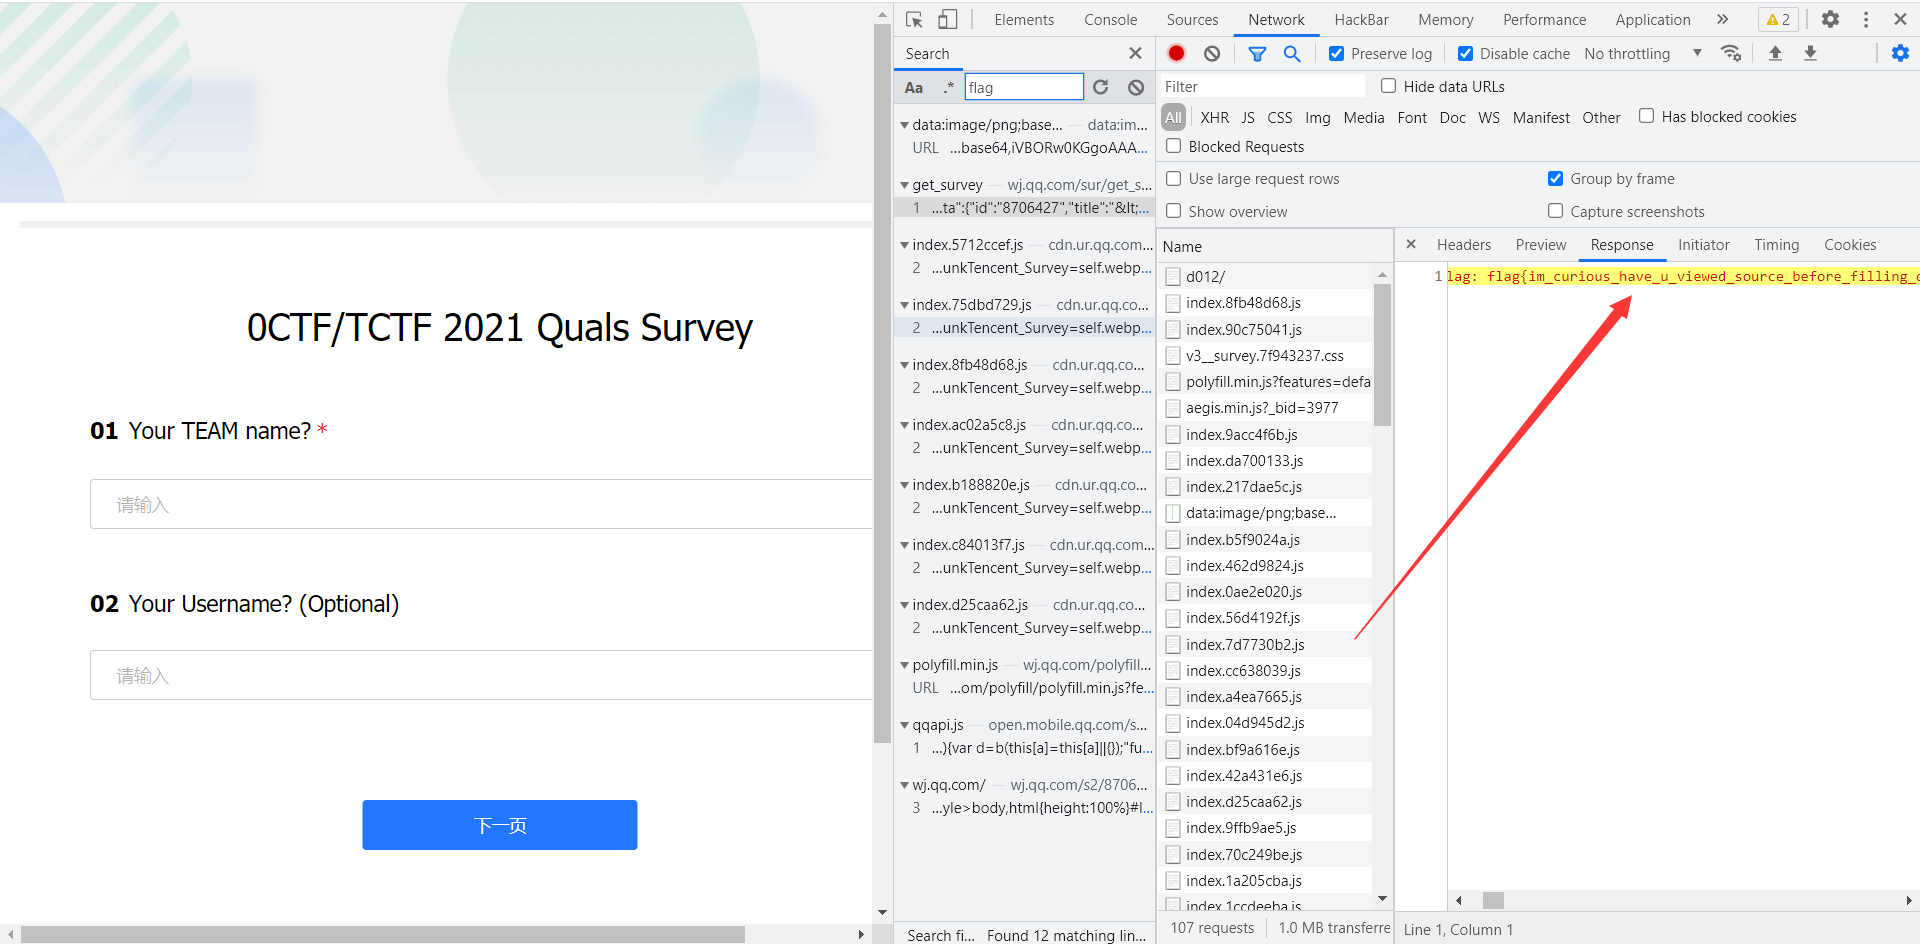 0CTF/TCTF 2021 Quals Survey
01 Your TEAM name? *
请输入
02 Your Username? (Optional)
请输入
下一页
Elements Console Sources Network HackBar Memory Performance Application » 2
Search
Aa .* flag
data:image/png;base... — data:im...
URL ...base64,iVBORw0KGgoAAA...
get_survey — wj.qq.com/sur/get_s...
1 ...ta":{"id":"8706427","title":"&lt;...
index.5712ccef.js — cdn.ur.qq.com...
2 ...unkTencent_Survey=self.webp...
index.75dbd729.js — cdn.ur.qq.co...
2 ...unkTencent_Survey=self.webp...
index.8fb48d68.js — cdn.ur.qq.co...
2 ...unkTencent_Survey=self.webp...
index.ac02a5c8.js — cdn.ur.qq.co...
2 ...unkTencent_Survey=self.webp...
index.b188820e.js — cdn.ur.qq.co...
2 ...unkTencent_Survey=self.webp...
index.c84013f7.js — cdn.ur.qq.com...
2 ...unkTencent_Survey=self.webp...
index.d25caa62.js — cdn.ur.qq.co...
2 ...unkTencent_Survey=self.webp...
polyfill.min.js — wj.qq.com/polyfill...
URL ...om/polyfill/polyfill.min.js?fe...
qqapi.js — open.mobile.qq.com/s...
1 ...){var d=b(this[a]=this[a]||{});"fu...
wj.qq.com/ — wj.qq.com/s2/8706...
3 ...yle>body,html{height:100%}#l...
Search fi... Found 12 matching lin...
Preserve log Disable cache No throttling
Filter Hide data URLs
All XHR JS CSS Img Media Font Doc WS Manifest Other Has blocked cookies
Blocked Requests
Use large request rows Group by frame
Show overview Capture screenshots
Name
d012/
index.8fb48d68.js
index.90c75041.js
v3__survey.7f943237.css
polyfill.min.js?features=defa
aegis.min.js?_bid=3977
index.9acc4f6b.js
index.da700133.js
index.217dae5c.js
data:image/png;base...
index.b5f9024a.js
index.462d9824.js
index.0ae2e020.js
index.56d4192f.js
index.7d7730b2.js
index.cc638039.js
index.a4ea7665.js
index.04d945d2.js
index.bf9a616e.js
index.42a431e6.js
index.d25caa62.js
index.9ffb9ae5.js
index.70c249be.js
index.1a205cba.js
index.1ccdeeba.js
107 requests 1.0 MB transferre
Headers Preview Response Initiator Timing Cookies
1 lag: flag{im_curious_have_u_viewed_source_before_filling_
Line 1, Column 1